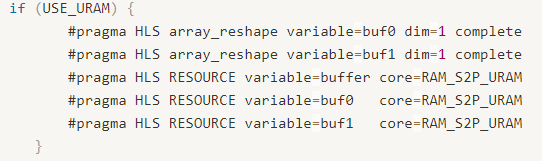 if (USE_URAM) {
#pragma HLS array_reshape variable=buf0 dim=1 complete
#pragma HLS array_reshape variable=buf1 dim=1 complete
#pragma HLS RESOURCE variable=buffer core=RAM_S2P_URAM
#pragma HLS RESOURCE variable=buf0   core=RAM_S2P_URAM
#pragma HLS RESOURCE variable=buf1   core=RAM_S2P_URAM
}